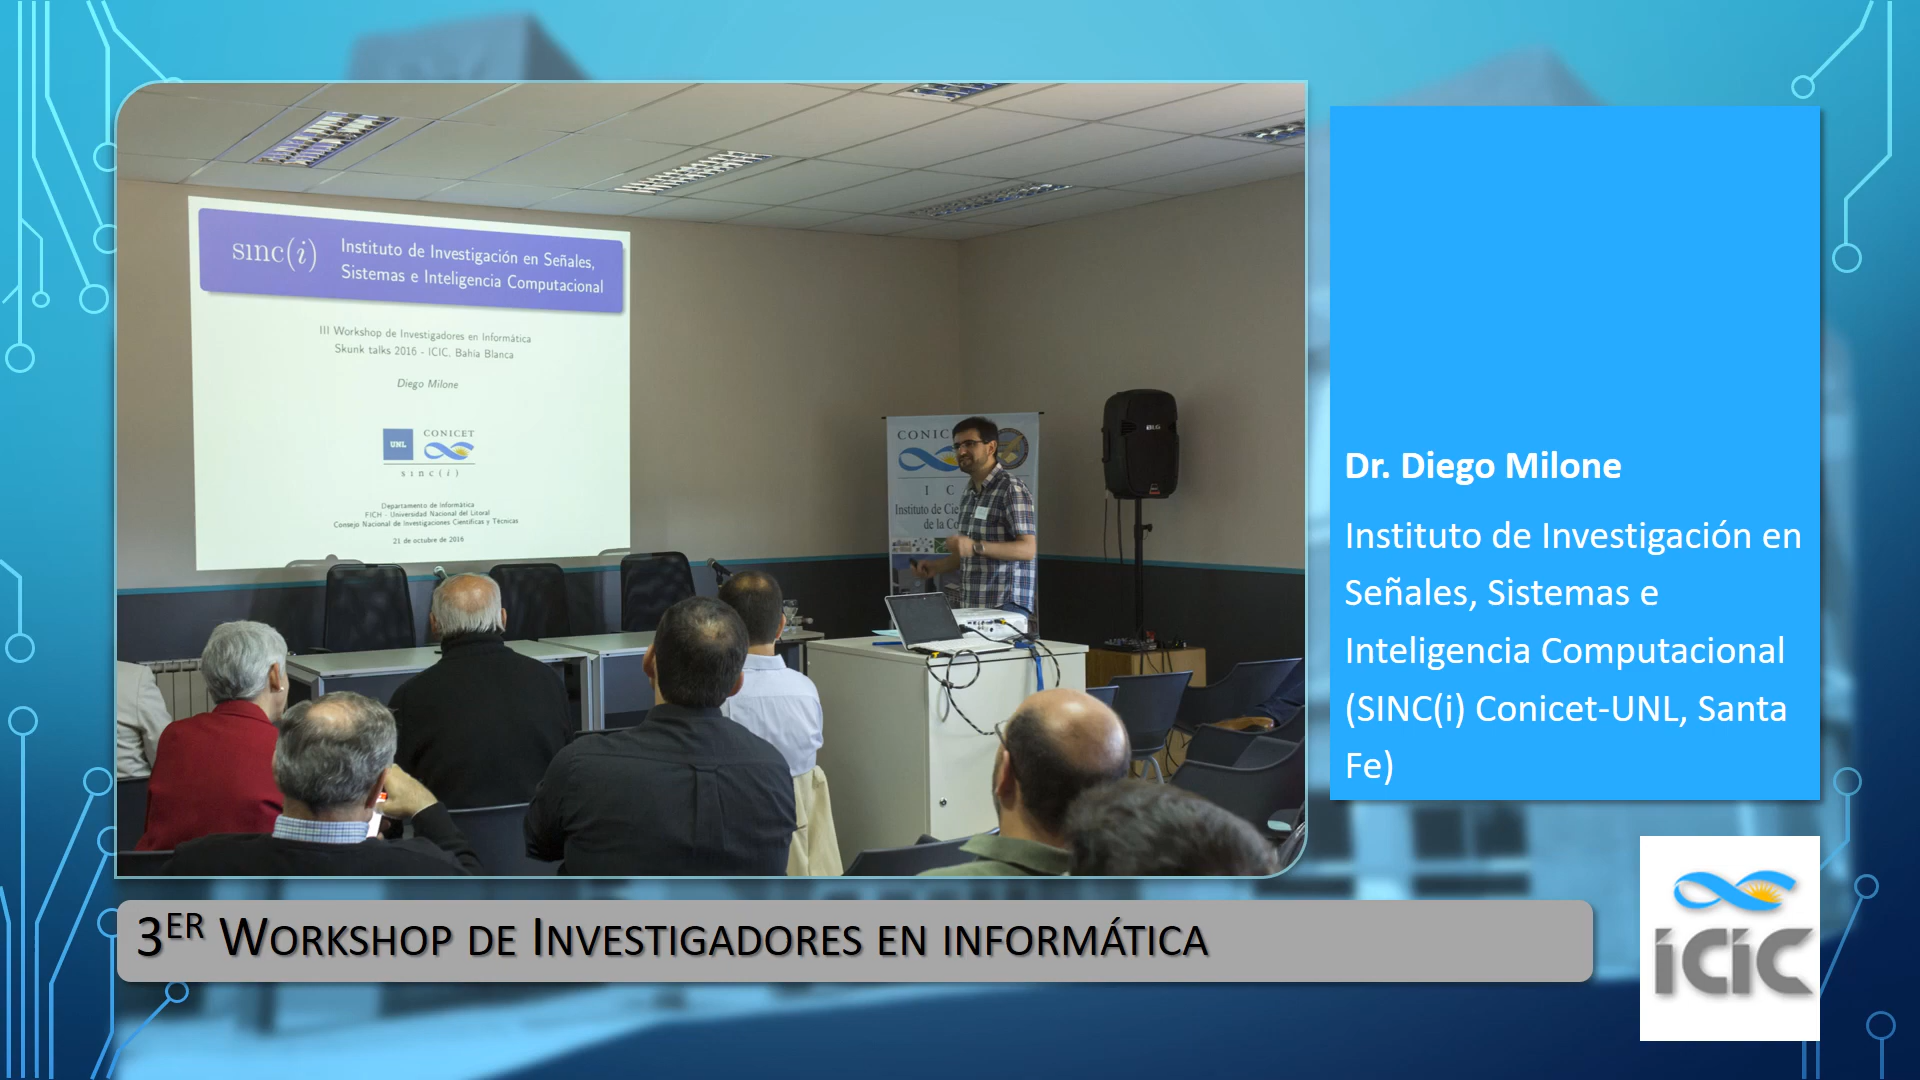 sinc(i)
Instituto de Investigación en Señales,
Sistemas e Inteligencia Computacional
III Workshop de Investigadores en Informática
Skunk talks 2016 - ICIC, Bahia Blanca
Diego Milone
UNL
CONICET
sinc(i)
Departamento de Informática
FICH - Universidad Nacional del Litoral
Consejo Nacional de Investigaciones Científicas y Técnicas
21 de octubre de 2016
CONIC
I C
Instituto de Cie
de la Co
Dr. Diego Milone
Instituto de Investigación en
Señales, Sistemas e
Inteligencia Computacional
(SINC(i) Conicet-UNL, Santa
Fe)
3ER WORKSHOP DE INVESTIGADORES EN INFORMÁTICA
iCiC